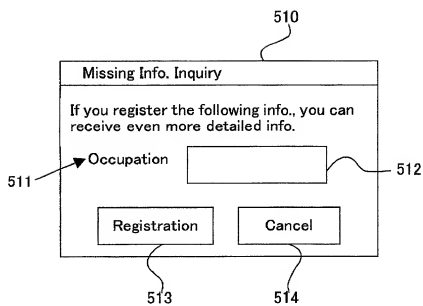 510
Missing Info. Inquiry
If you register the following info., you can
receive even more detailed info.
511
Occupation
512
Registration
Cancel
513
514